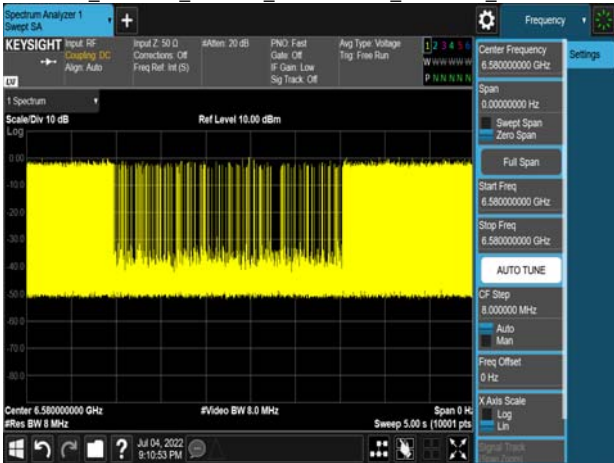 Spectrum Analyzer 1
Swept SA
+
Frequency
KEYSIGHT
Input: RF
Coupling: DC
Align: Auto
Input Z: 50 Ω
Corrections: Off
Freq Ref: Int (S)
#Atten: 20 dB
PNO: Fast
Gate: Off
IF Gain: Low
Sig Track: Off
Avg Type: Voltage
Trig: Free Run
1 2 3 4 5 6
W W W W W W
P N N N N N
LXI
1 Spectrum
Scale/Div 10 dB
Ref Level 10.00 dBm
Log
0.00
-10.0
-20.0
-30.0
-40.0
-50.0
-60.0
-70.0
-80.0
Center 6.580000000 GHz
#Video BW 8.0 MHz
Span 0 Hz
#Res BW 8 MHz
Sweep 5.00 s (10001 pts
Jul 04, 2022
9:10:53 PM
?
Center Frequency
6.580000000 GHz
Settings
Span
0.00000000 Hz
Swept Span
Zero Span
Full Span
Start Freq
6.580000000 GHz
Stop Freq
6.580000000 GHz
AUTO TUNE
CF Step
8.000000 MHz
Auto
Man
Freq Offset
0 Hz
X Axis Scale
Log
Lin
Signal Track
(Span Zoom)